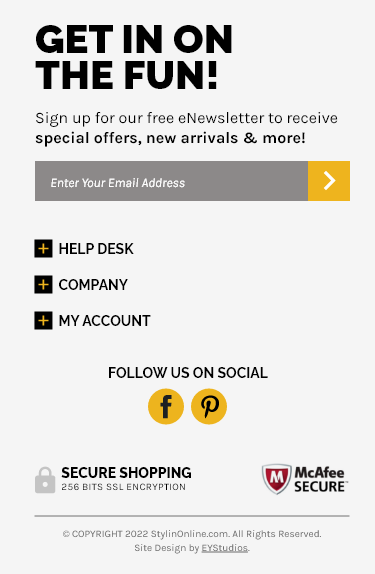 GET IN ON
THE FUN!
Sign up for our free eNewsletter to receive
special offers, new arrivals & more!
Enter Your Email Address
HELP DESK
COMPANY
MY ACCOUNT
FOLLOW US ON SOCIAL
SECURE SHOPPING
256 BITS SSL ENCRYPTION
McAfee
SECURE™
© COPYRIGHT 2022 StylinOnline.com. All Rights Reserved.
Site Design by EYStudios.